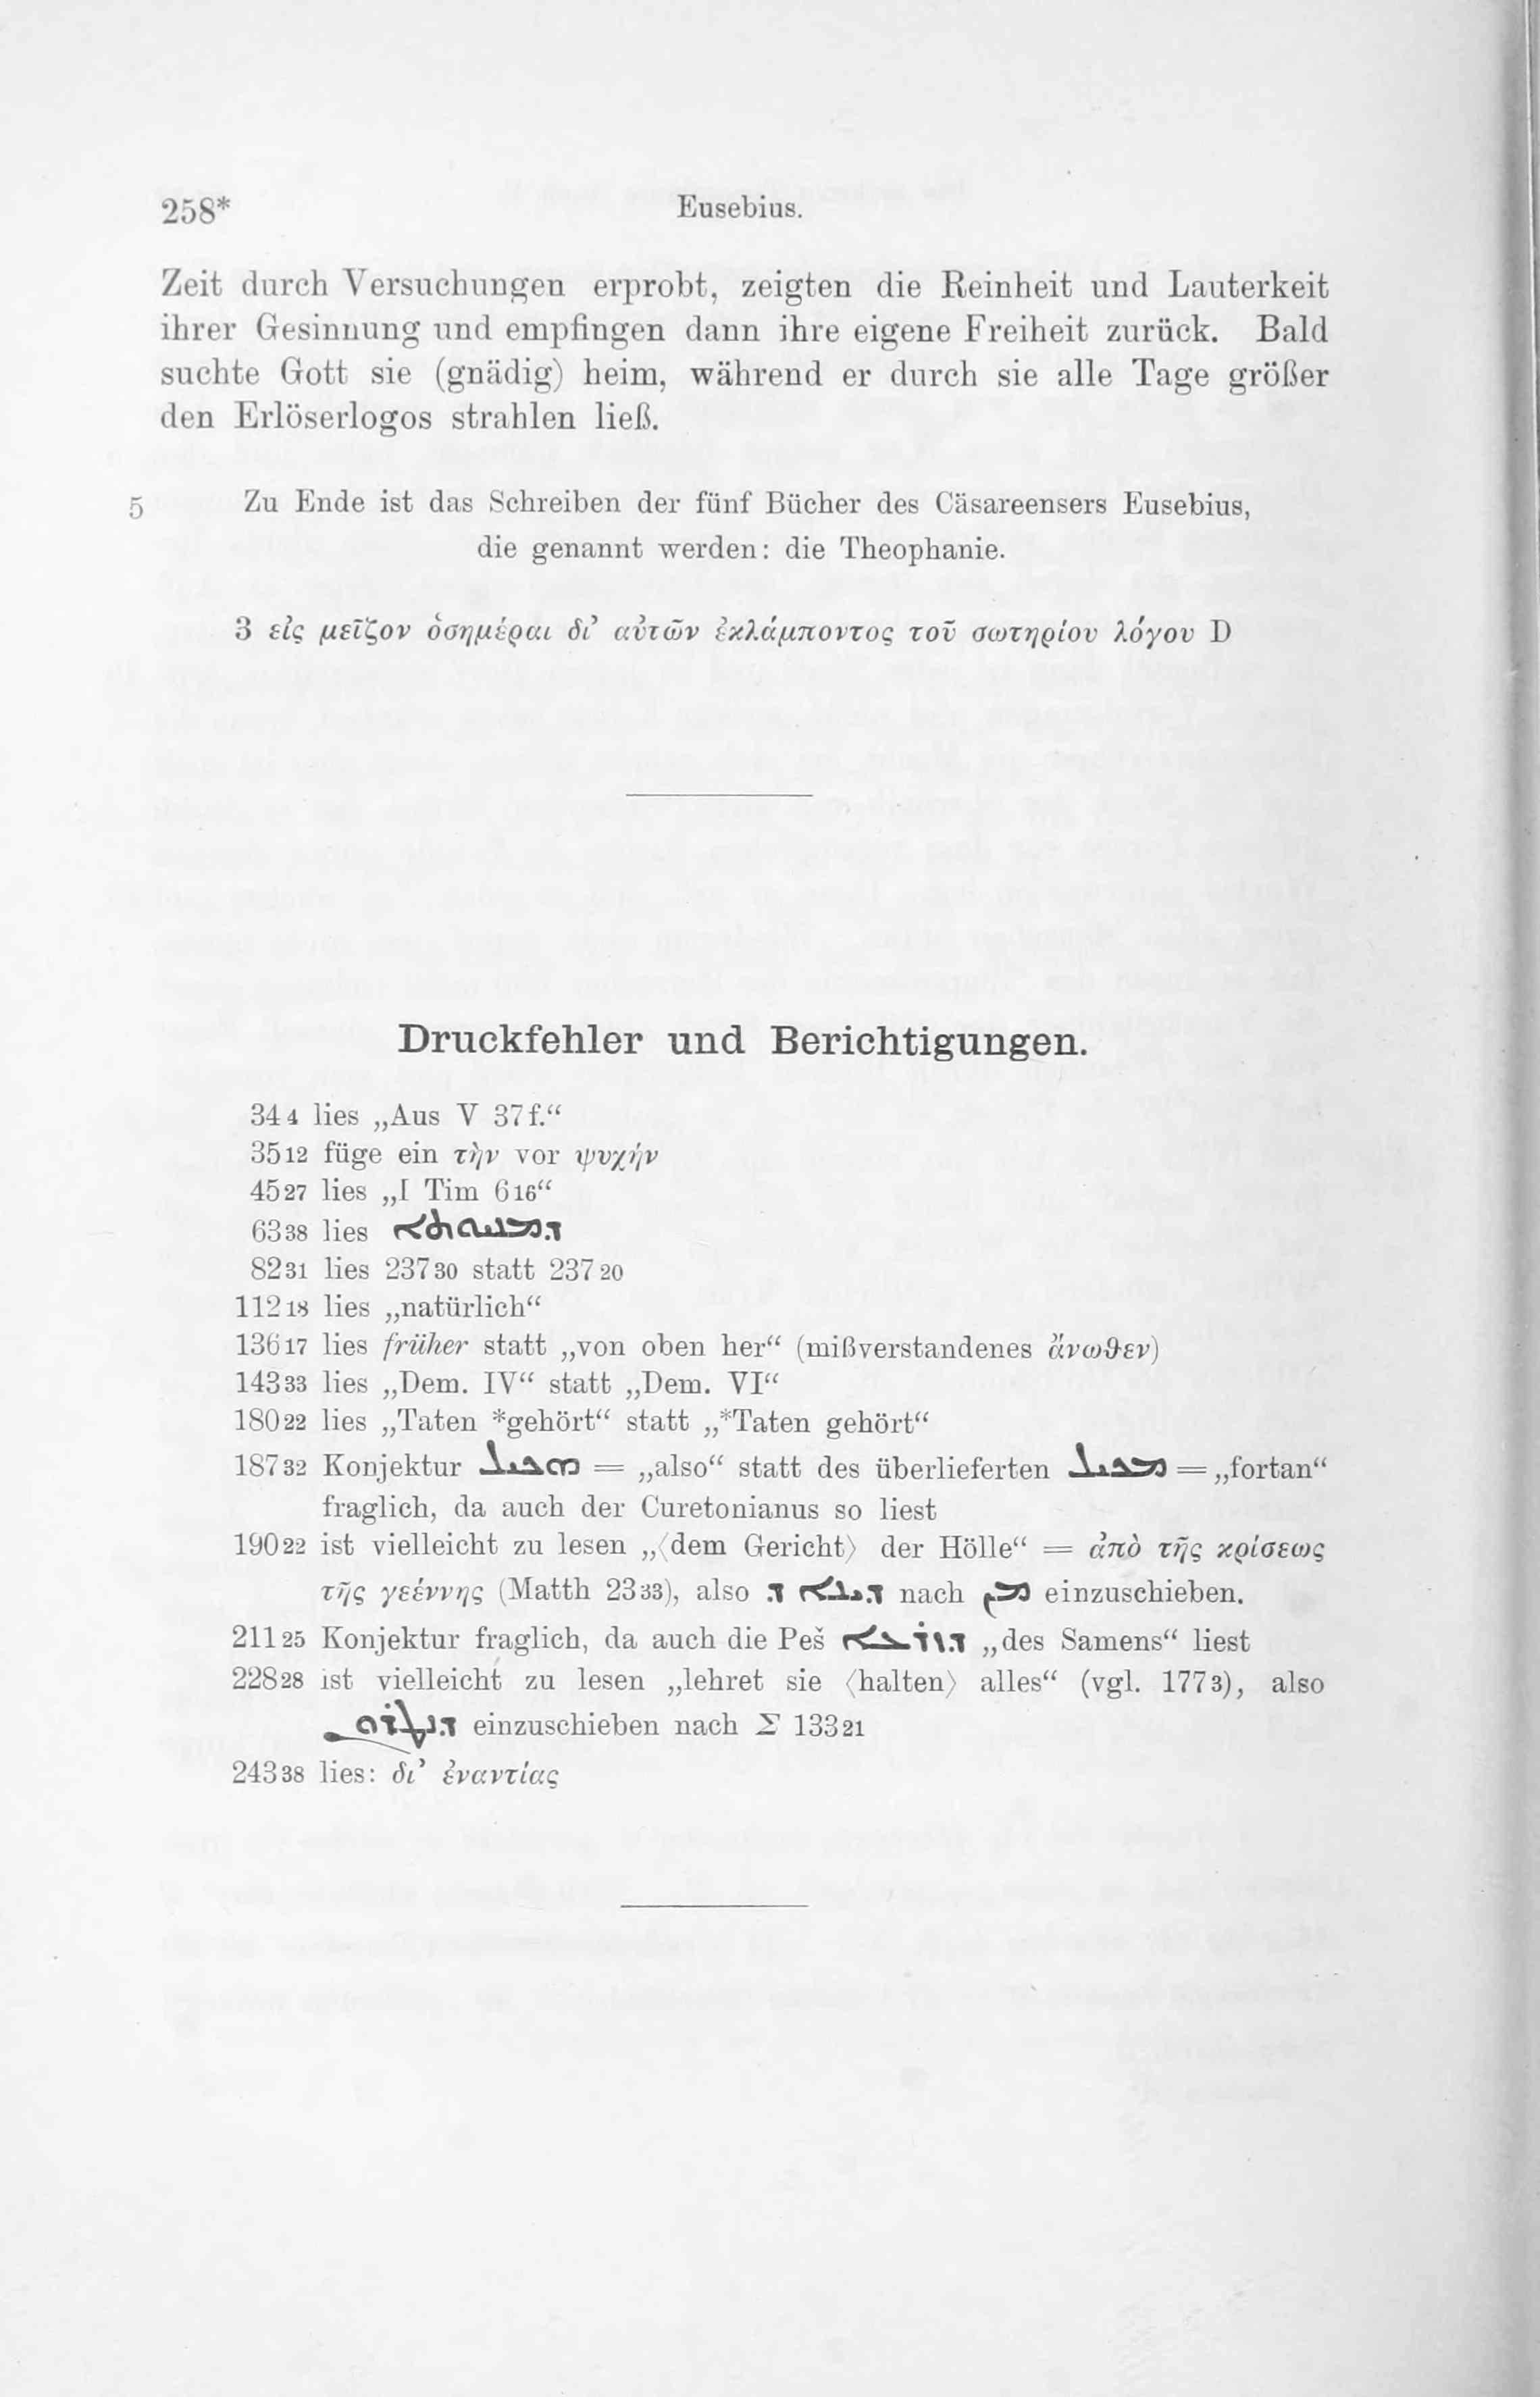 258*
Eusebius.
Zeit durch Versuchungen erprobt, zeigten die Reinheit und Lauterkeit
ihrer Gesinnung und empfingen dann ihre eigene Freiheit zurück. Bald
suchte Gott sie (gnädig) heim, während er durch sie alle Tage größer
den Erlöserlogos strahlen ließ.
5 Zu Ende ist das Schreiben der fünf Bücher des Cäsareensers Eusebius,
die genannt werden: die Theophanie.
3 εἰς μεῖζον ὁσημέραι δι’ αὐτῶν ἐκλάμποντος τοῦ σωτηρίου λόγου D
Druckfehler und Berichtigungen.
34 4 lies „Aus V 37 f.“
35 12 füge ein τὴν vor ψυχήν
45 27 lies „I Tim 6 16“
63 38 lies
82 31 lies 237 30 statt 237 20
112 18 lies „natürlich“
136 17 lies früher statt „von oben her“ (mißverstandenes ἄνωθεν)
143 33 lies „Dem. IV“ statt „Dem. VI“
180 22 lies „Taten *gehört“ statt „*Taten gehört“
187 32 Konjektur ܗܟܝܠ = „also“ statt des überlieferten ܡܟܝܠ = „fortan“
fraglich, da auch der Curetonianus so liest
190 22 ist vielleicht zu lesen „⟨dem Gericht⟩ der Hölle“ = ἀπὸ τῆς κρίσεως
τῆς γεέννης (Matth 23 33), also ܕܝܢܐ ܕ nach ܡܢ einzuschieben.
211 25 Konjektur fraglich, da auch die Peš ܕܙܪܥܐ „des Samens“ liest
228 28 ist vielleicht zu lesen „lehret sie ⟨halten⟩ alles“ (vgl. 177 3), also
ܕܢܛܪܘܢ einzuschieben nach Σ 133 21
243 38 lies: δι’ ἐναντίας